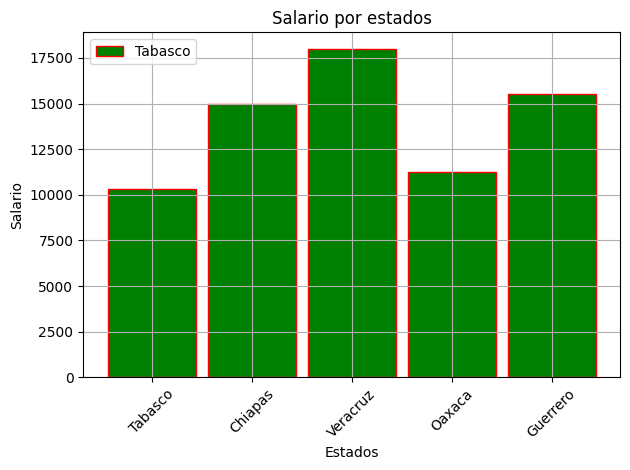 Salario por estados
Tabasco
Salario
17500
15000
12500
10000
7500
5000
2500
0
Tabasco
Chiapas
Veracruz
Oaxaca
Guerrero
Estados